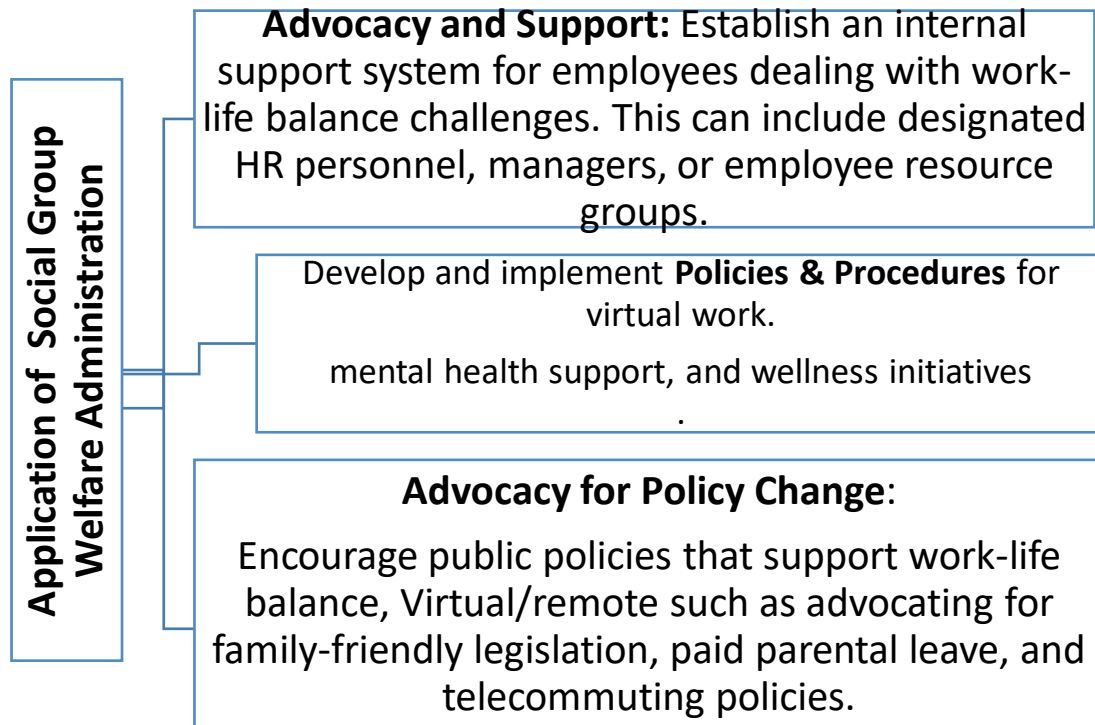 Application of  Social Group
Welfare Administration
Advocacy and Support: Establish an internal
support system for employees dealing with work-
life balance challenges. This can include designated
HR personnel, managers, or employee resource
groups.
Develop and implement Policies & Procedures for
virtual work.
mental health support, and wellness initiatives
.
Advocacy for Policy Change:
Encourage public policies that support work-life
balance, Virtual/remote such as advocating for
family-friendly legislation, paid parental leave, and
telecommuting policies.